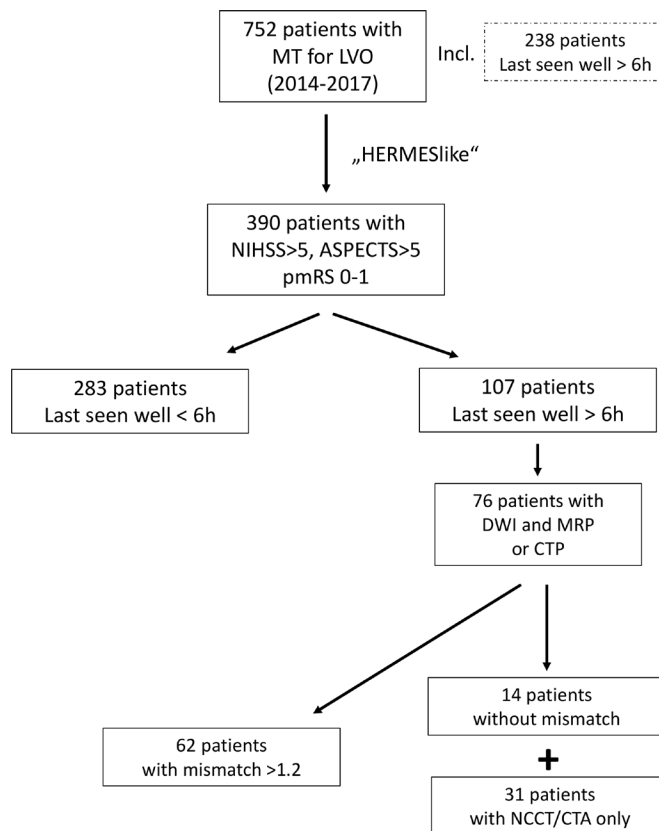 752 patients with
MT for LVO
(2014-2017)
Incl.
238 patients
Last seen well > 6h
„HERMESlike“
390 patients with
NIHSS>5, ASPECTS>5
pmRS 0-1
283 patients
Last seen well < 6h
107 patients
Last seen well > 6h
76 patients with
DWI and MRP
or CTP
14 patients
without mismatch
62 patients
with mismatch >1.2
+
31 patients
with NCCT/CTA only